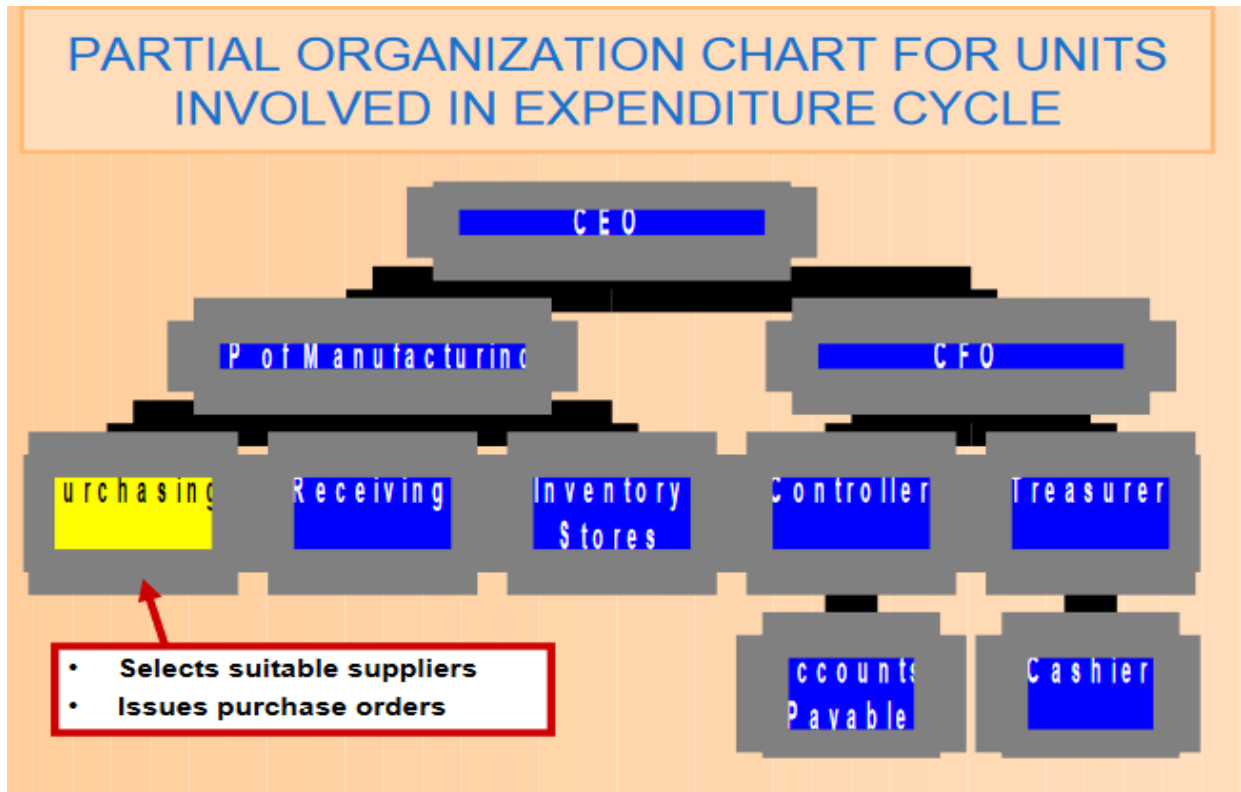 PARTIAL ORGANIZATION CHART FOR UNITS
INVOLVED IN EXPENDITURE CYCLE
CEO
P of Manufacturing
CFO
urchasing
Receiving
Inventory
Stores
Controller
Treasurer
• Selects suitable suppliers
• Issues purchase orders
ccounts
Payable
Cashier